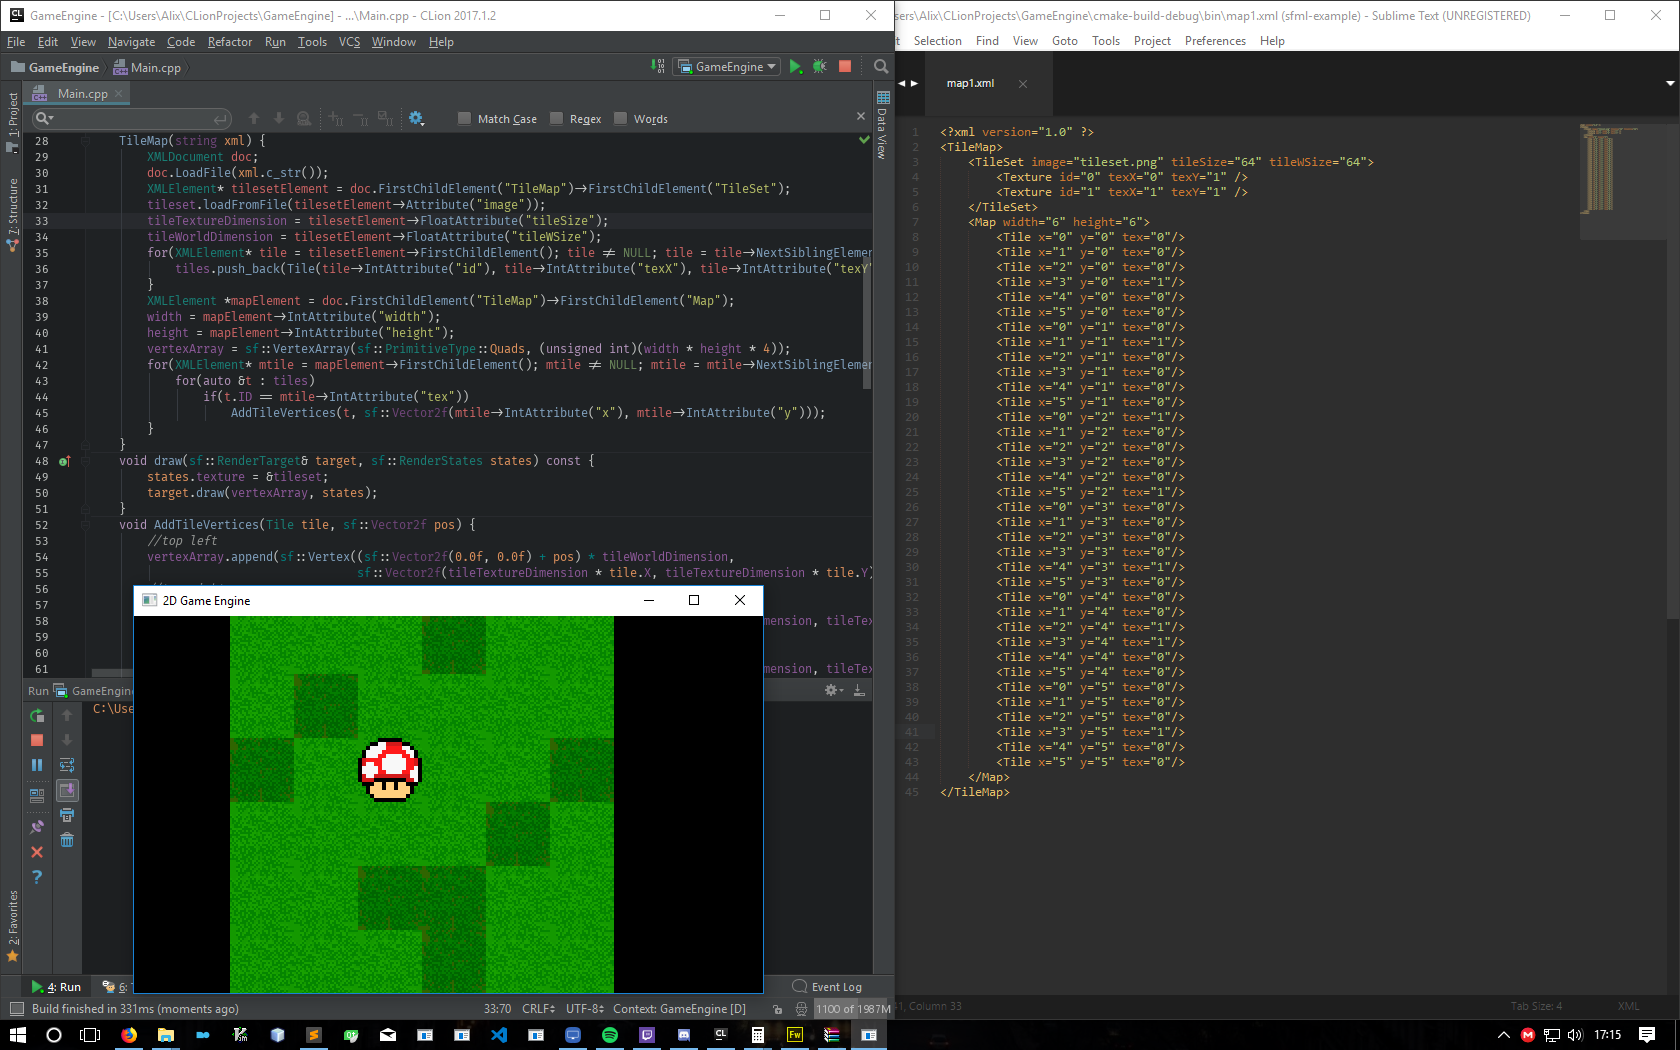 GameEngine - [C:\Users\Alix\CLionProjects\GameEngine] - ...\Main.cpp - CLion 2017.1.2
File Edit View Navigate Code Refactor Run Tools VCS Window Help
GameEngine Main.cpp GameEngine
Main.cpp
Match Case Regex Words
1: Project
7: Structure
2: Favorites
Data View
28 TileMap(string xml) {
29 XMLDocument doc;
30 doc.LoadFile(xml.c_str());
31 XMLElement* tilesetElement = doc.FirstChildElement("TileMap")->FirstChildElement("TileSet");
32 tileset.loadFromFile(tilesetElement->Attribute("image"));
33 tileTextureDimension = tilesetElement->FloatAttribute("tileSize");
34 tileWorldDimension = tilesetElement->FloatAttribute("tileWSize");
35 for(XMLElement* tile = tilesetElement->FirstChildElement(); tile != NULL; tile = tile->NextSiblingElemen
36 tiles.push_back(Tile(tile->IntAttribute("id"), tile->IntAttribute("texX"), tile->IntAttribute("texY"
37 }
38 XMLElement *mapElement = doc.FirstChildElement("TileMap")->FirstChildElement("Map");
39 width = mapElement->IntAttribute("width");
40 height = mapElement->IntAttribute("height");
41 vertexArray = sf::VertexArray(sf::PrimitiveType::Quads, (unsigned int)(width * height * 4));
42 for(XMLElement* mtile = mapElement->FirstChildElement(); mtile != NULL; mtile = mtile->NextSiblingElemen
43 for(auto &t : tiles)
44 if(t.ID == mtile->IntAttribute("tex"))
45 AddTileVertices(t, sf::Vector2f(mtile->IntAttribute("x"), mtile->IntAttribute("y")));
46 }
47 }
48 void draw(sf::RenderTarget& target, sf::RenderStates states) const {
49 states.texture = &tileset;
50 target.draw(vertexArray, states);
51 }
52 void AddTileVertices(Tile tile, sf::Vector2f pos) {
53 //top left
54 vertexArray.append(sf::Vertex((sf::Vector2f(0.0f, 0.0f) + pos) * tileWorldDimension,
55 sf::Vector2f(tileTextureDimension * tile.X, tileTextureDimension * tile.Y)
56
57
58 mension, tileTex
59
60
61 mension, tileTex
2D Game Engine
Run GameEngine
C:\Use
4: Run 6: Event Log
Build finished in 331ms (moments ago) 33:70 CRLF UTF-8 Context: GameEngine [D] 1100 of 1987M
sers\Alix\CLionProjects\GameEngine\cmake-build-debug\bin\map1.xml (sfml-example) - Sublime Text (UNREGISTERED)
t Selection Find View Goto Tools Project Preferences Help
map1.xml
1 <?xml version="1.0" ?>
2 <TileMap>
3 <TileSet image="tileset.png" tileSize="64" tileWSize="64">
4 <Texture id="0" texX="0" texY="1" />
5 <Texture id="1" texX="1" texY="1" />
6 </TileSet>
7 <Map width="6" height="6">
8 <Tile x="0" y="0" tex="0"/>
9 <Tile x="1" y="0" tex="0"/>
10 <Tile x="2" y="0" tex="0"/>
11 <Tile x="3" y="0" tex="1"/>
12 <Tile x="4" y="0" tex="0"/>
13 <Tile x="5" y="0" tex="0"/>
14 <Tile x="0" y="1" tex="0"/>
15 <Tile x="1" y="1" tex="1"/>
16 <Tile x="2" y="1" tex="0"/>
17 <Tile x="3" y="1" tex="0"/>
18 <Tile x="4" y="1" tex="0"/>
19 <Tile x="5" y="1" tex="0"/>
20 <Tile x="0" y="2" tex="1"/>
21 <Tile x="1" y="2" tex="0"/>
22 <Tile x="2" y="2" tex="0"/>
23 <Tile x="3" y="2" tex="0"/>
24 <Tile x="4" y="2" tex="0"/>
25 <Tile x="5" y="2" tex="1"/>
26 <Tile x="0" y="3" tex="0"/>
27 <Tile x="1" y="3" tex="0"/>
28 <Tile x="2" y="3" tex="0"/>
29 <Tile x="3" y="3" tex="0"/>
30 <Tile x="4" y="3" tex="1"/>
31 <Tile x="5" y="3" tex="0"/>
32 <Tile x="0" y="4" tex="0"/>
33 <Tile x="1" y="4" tex="0"/>
34 <Tile x="2" y="4" tex="1"/>
35 <Tile x="3" y="4" tex="1"/>
36 <Tile x="4" y="4" tex="0"/>
37 <Tile x="5" y="4" tex="0"/>
38 <Tile x="0" y="5" tex="0"/>
39 <Tile x="1" y="5" tex="0"/>
40 <Tile x="2" y="5" tex="0"/>
41 <Tile x="3" y="5" tex="1"/>
42 <Tile x="4" y="5" tex="0"/>
43 <Tile x="5" y="5" tex="0"/>
44 </Map>
45 </TileMap>
41, Column 33 Tab Size: 4 XML
17:15